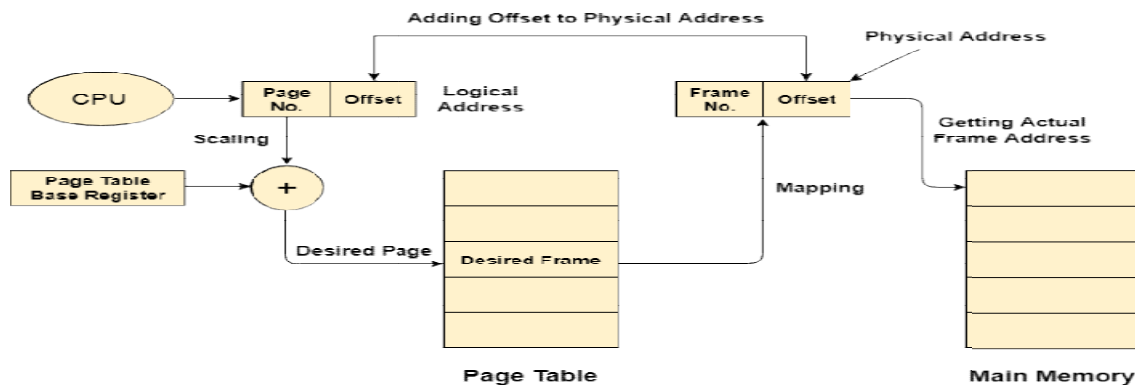 Adding Offset to Physical Address
Physical Address
CPU
Page
No.
Offset
Logical
Address
Frame
No.
Offset
Getting Actual
Frame Address
Scaling
Page Table
Base Register
+
Mapping
Desired Page
Desired Frame
Page Table
Main Memory